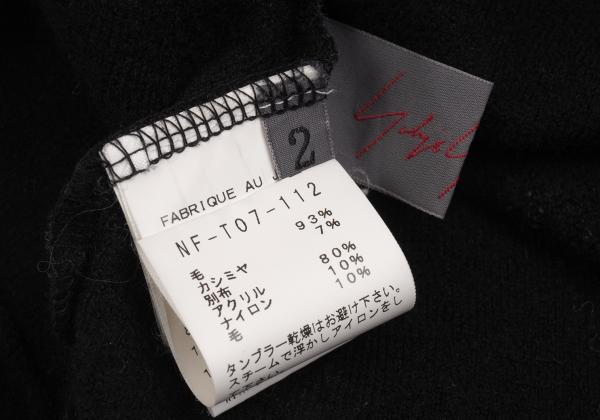 2
FABRIQUE AU
NF-T07-112
毛 93%
カシミヤ 7%
別布
アクリル 80%
ナイロン 10%
毛 10%
タンブラー乾燥はお避け下さい。
スチームで浮かしアイロンをし